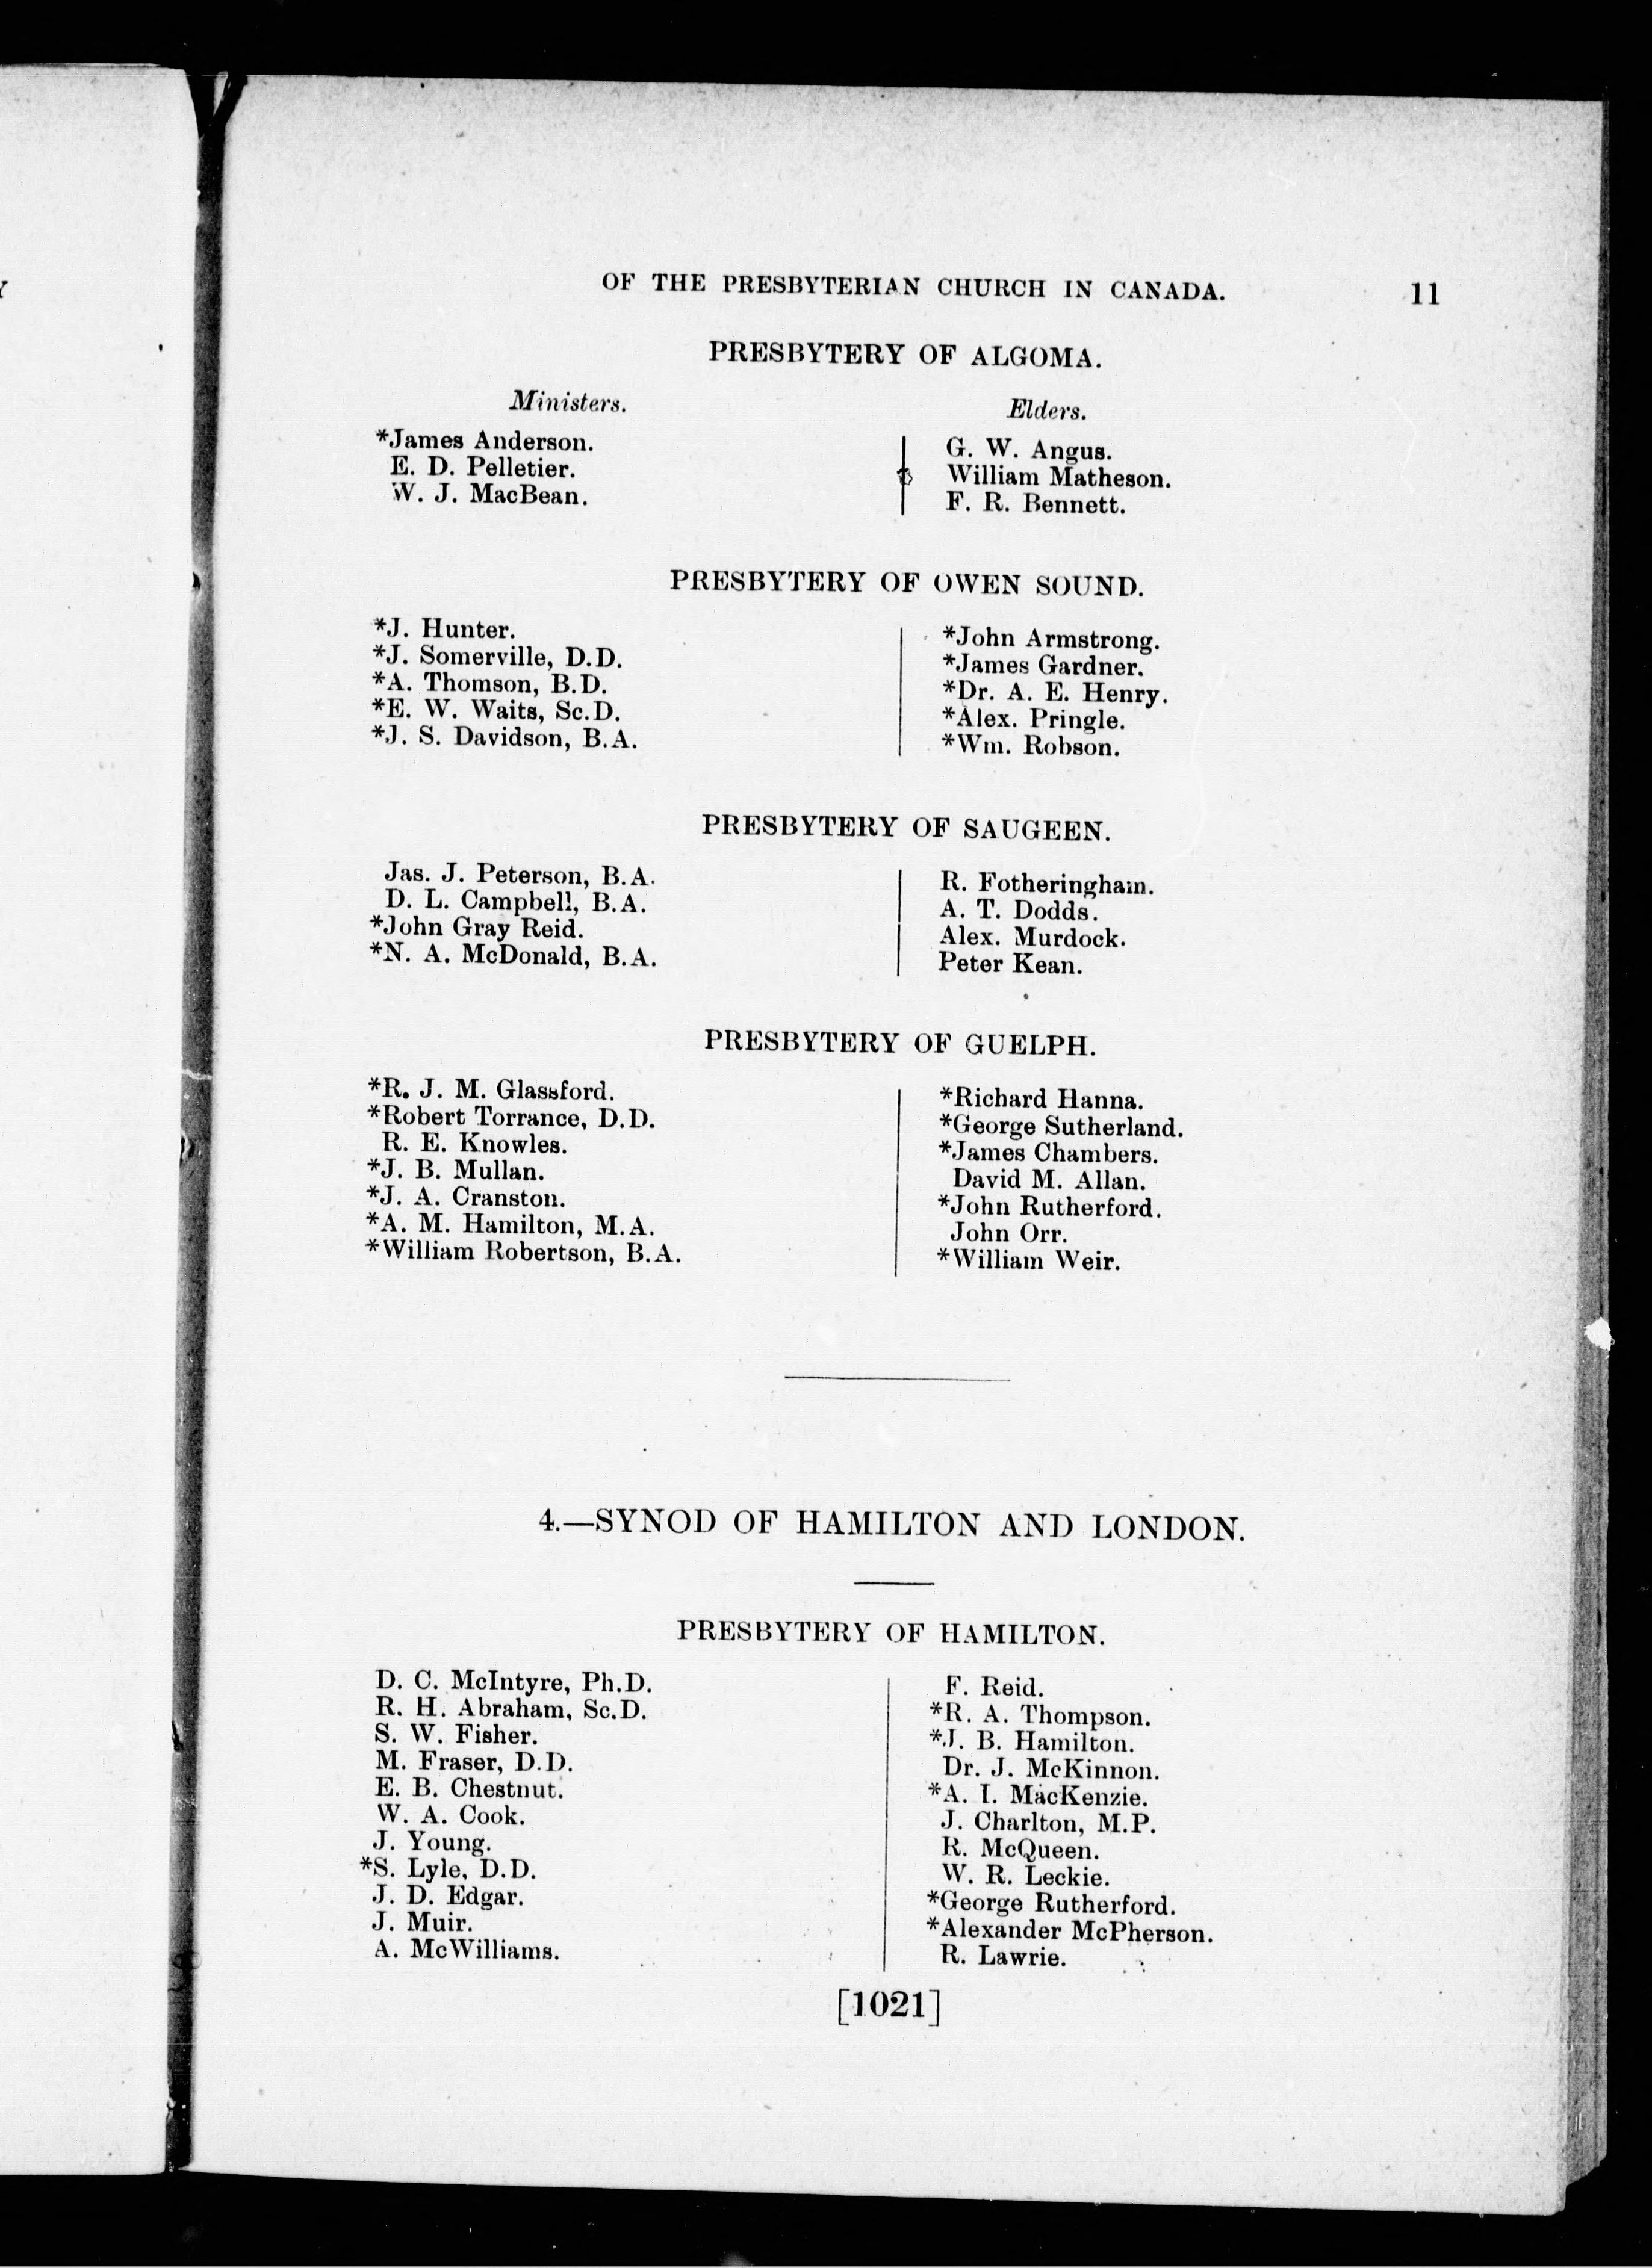 OF THE PRESBYTERIAN CHURCH IN CANADA. 11
PRESBYTERY OF ALGOMA.
Ministers.
*James Anderson.
E. D. Pelletier.
W. J. MacBean.
Elders.
G. W. Angus.
William Matheson.
F. R. Bennett.
PRESBYTERY OF OWEN SOUND.
*J. Hunter.
*J. Somerville, D.D.
*A. Thomson, B.D.
*E. W. Waits, Sc.D.
*J. S. Davidson, B.A.
*John Armstrong.
*James Gardner.
*Dr. A. E. Henry.
*Alex. Pringle.
*Wm. Robson.
PRESBYTERY OF SAUGEEN.
Jas. J. Peterson, B.A.
D. L. Campbell, B.A.
*John Gray Reid.
*N. A. McDonald, B.A.
R. Fotheringham.
A. T. Dodds.
Alex. Murdock.
Peter Kean.
PRESBYTERY OF GUELPH.
*R. J. M. Glassford.
*Robert Torrance, D.D.
R. E. Knowles.
*J. B. Mullan.
*J. A. Cranston.
*A. M. Hamilton, M.A.
*William Robertson, B.A.
*Richard Hanna.
*George Sutherland.
*James Chambers.
David M. Allan.
*John Rutherford.
John Orr.
*William Weir.
4.—SYNOD OF HAMILTON AND LONDON.
PRESBYTERY OF HAMILTON.
D. C. McIntyre, Ph.D.
R. H. Abraham, Sc.D.
S. W. Fisher.
M. Fraser, D.D.
E. B. Chestnut.
W. A. Cook.
J. Young.
*S. Lyle, D.D.
J. D. Edgar.
J. Muir.
A. McWilliams.
F. Reid.
*R. A. Thompson.
*J. B. Hamilton.
Dr. J. McKinnon.
*A. I. MacKenzie.
J. Charlton, M.P.
R. McQueen.
W. R. Leckie.
*George Rutherford.
*Alexander McPherson.
R. Lawrie.
[1021]